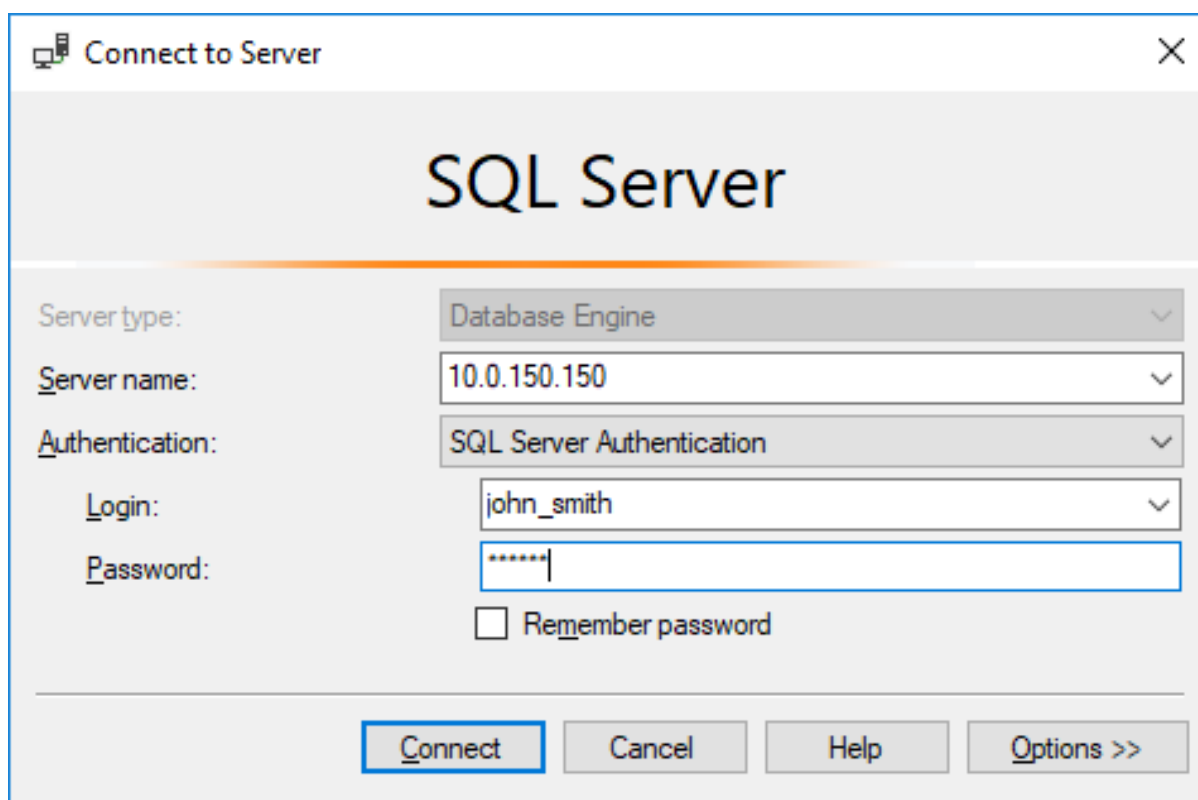 Connect to Server
SQL Server
Server type: Database Engine
Server name: 10.0.150.150
Authentication: SQL Server Authentication
Login: john_smith
Password: ******
Remember password
Connect Cancel Help Options >>